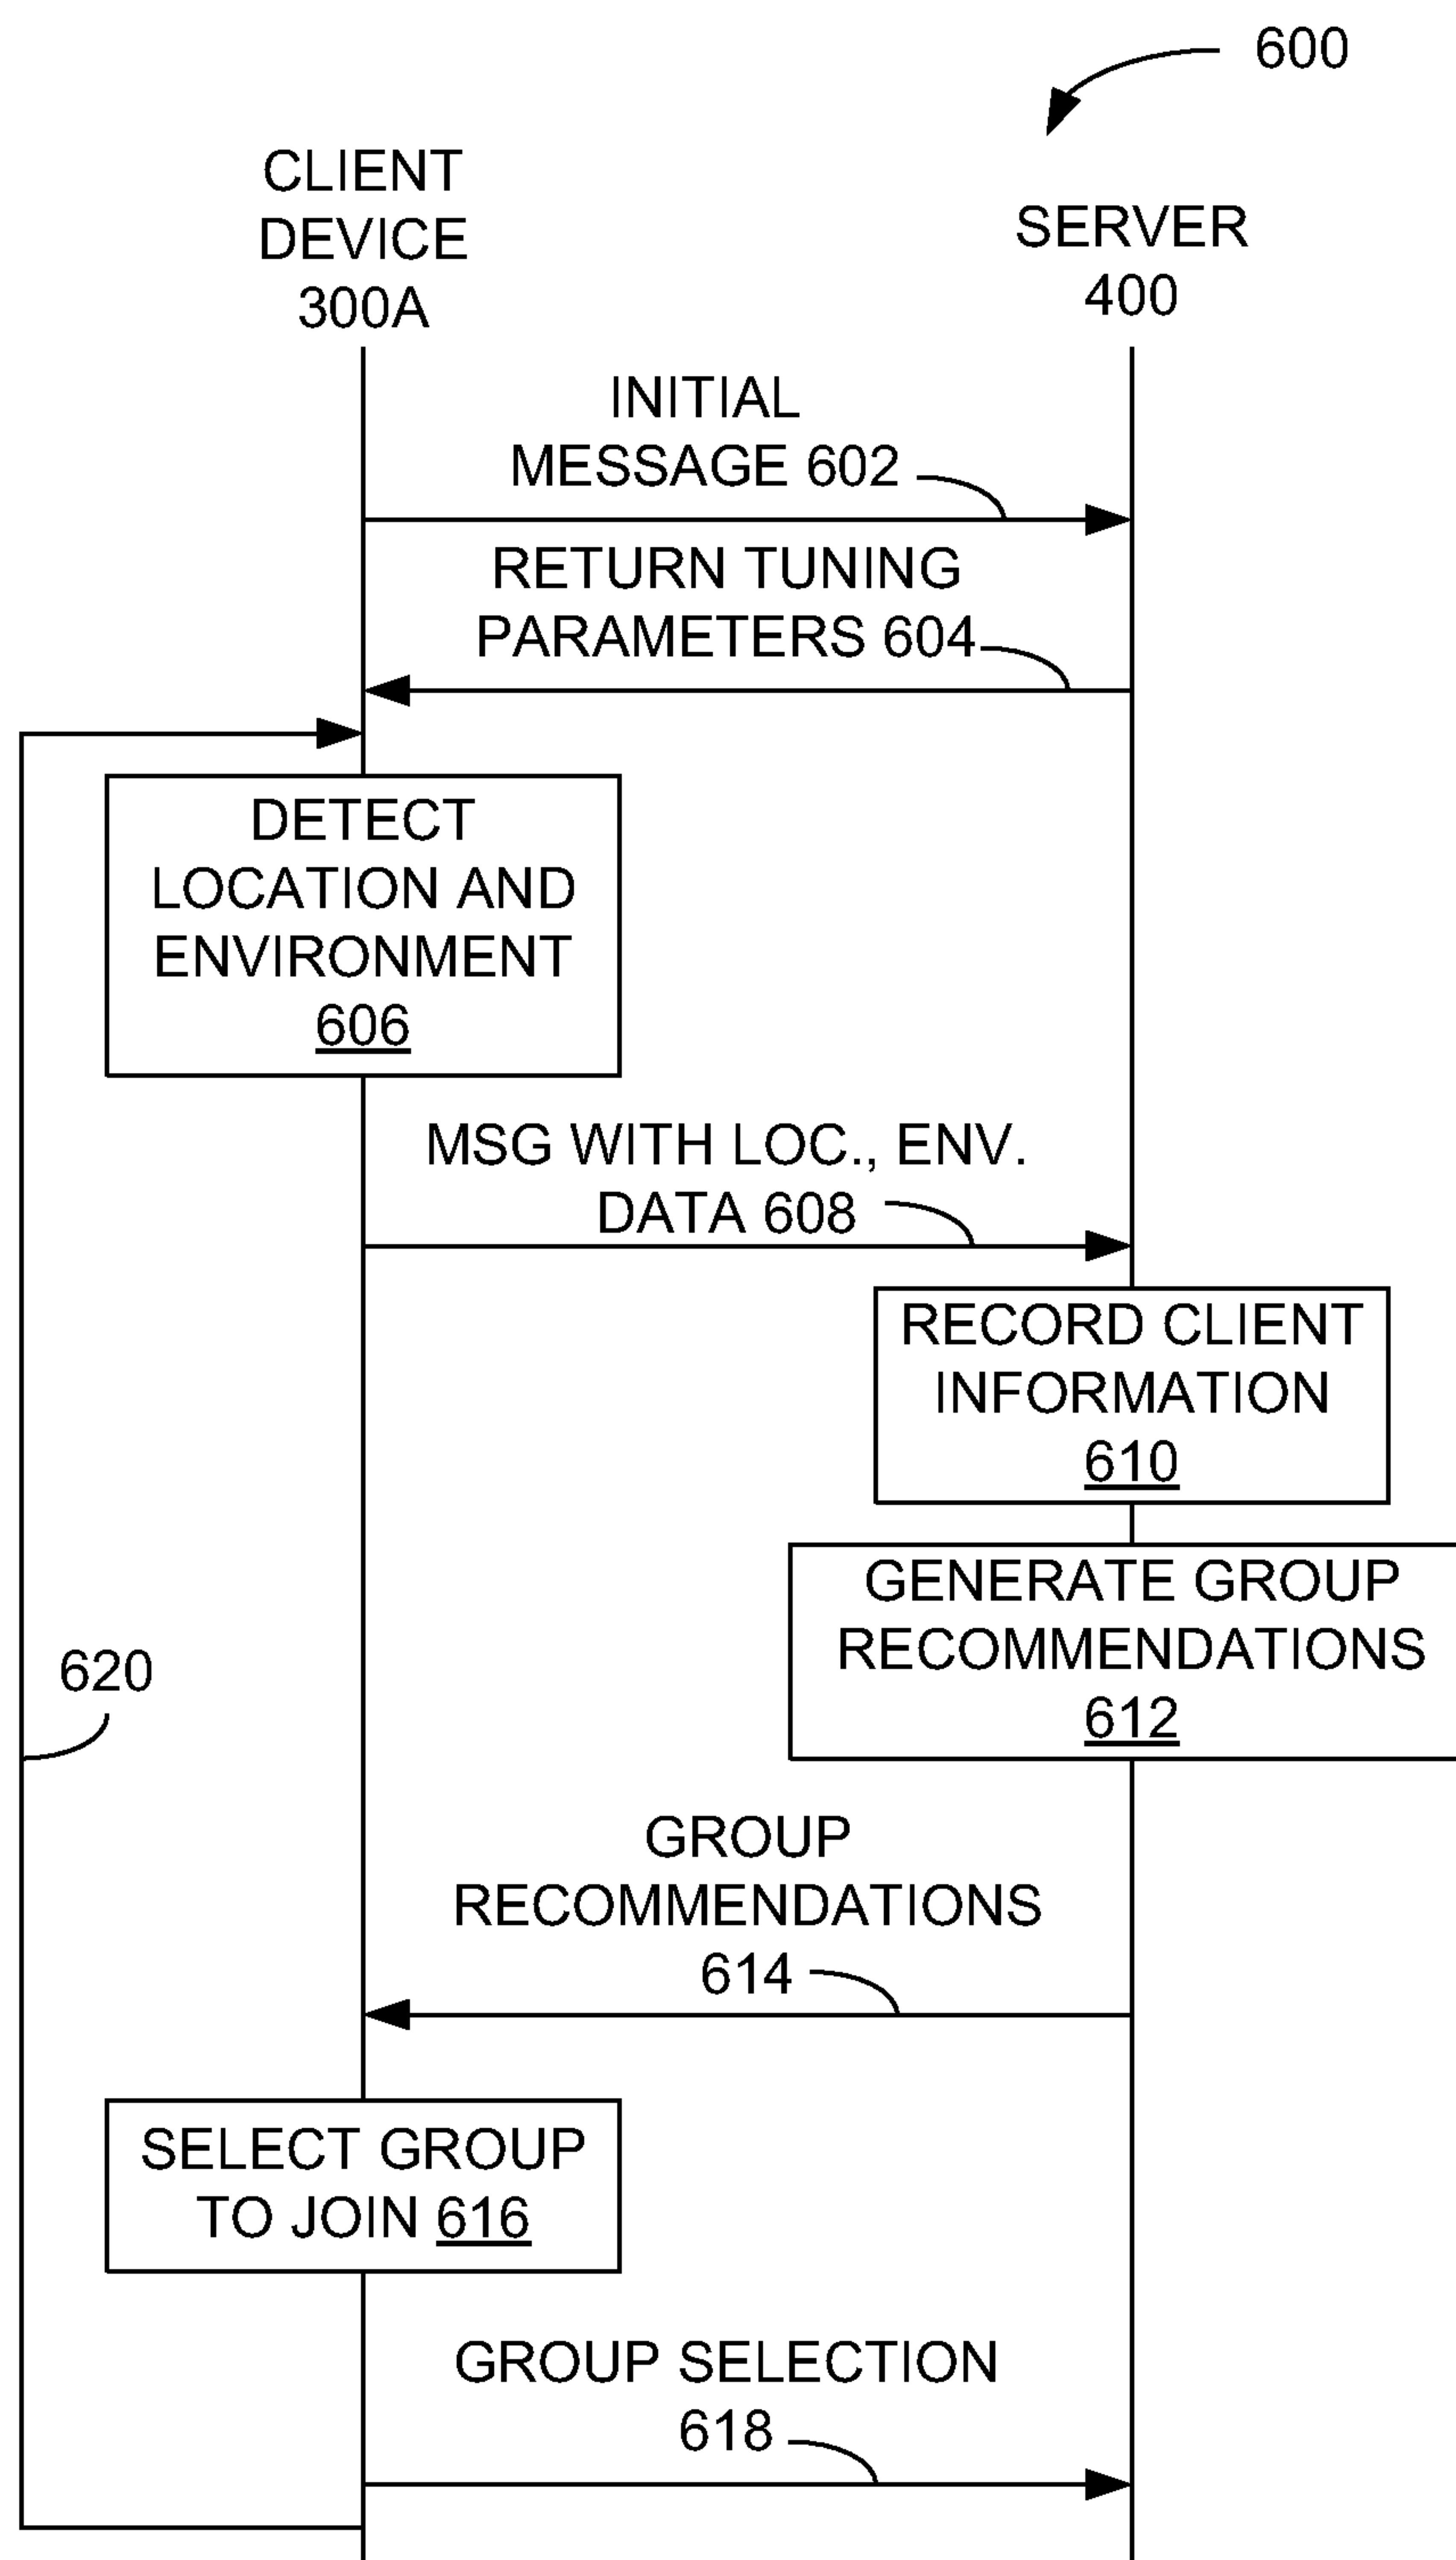 600
CLIENT
DEVICE
300A
SERVER
400
INITIAL
MESSAGE 602
RETURN TUNING
PARAMETERS 604
DETECT
LOCATION AND
ENVIRONMENT
606
MSG WITH LOC., ENV.
DATA 608
RECORD CLIENT
INFORMATION
610
GENERATE GROUP
RECOMMENDATIONS
612
620
GROUP
RECOMMENDATIONS
614
SELECT GROUP
TO JOIN 616
GROUP SELECTION
618